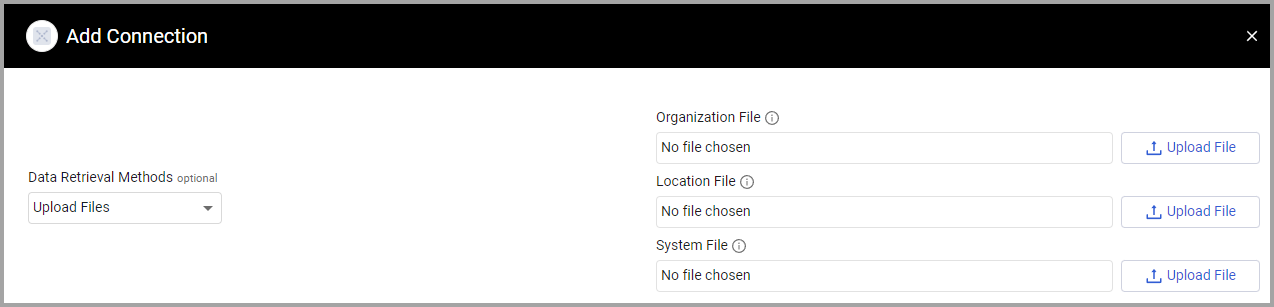 Add Connection
Data Retrieval Methods optional
Upload Files
Organization File
No file chosen
Upload File
Location File
No file chosen
Upload File
System File
No file chosen
Upload File